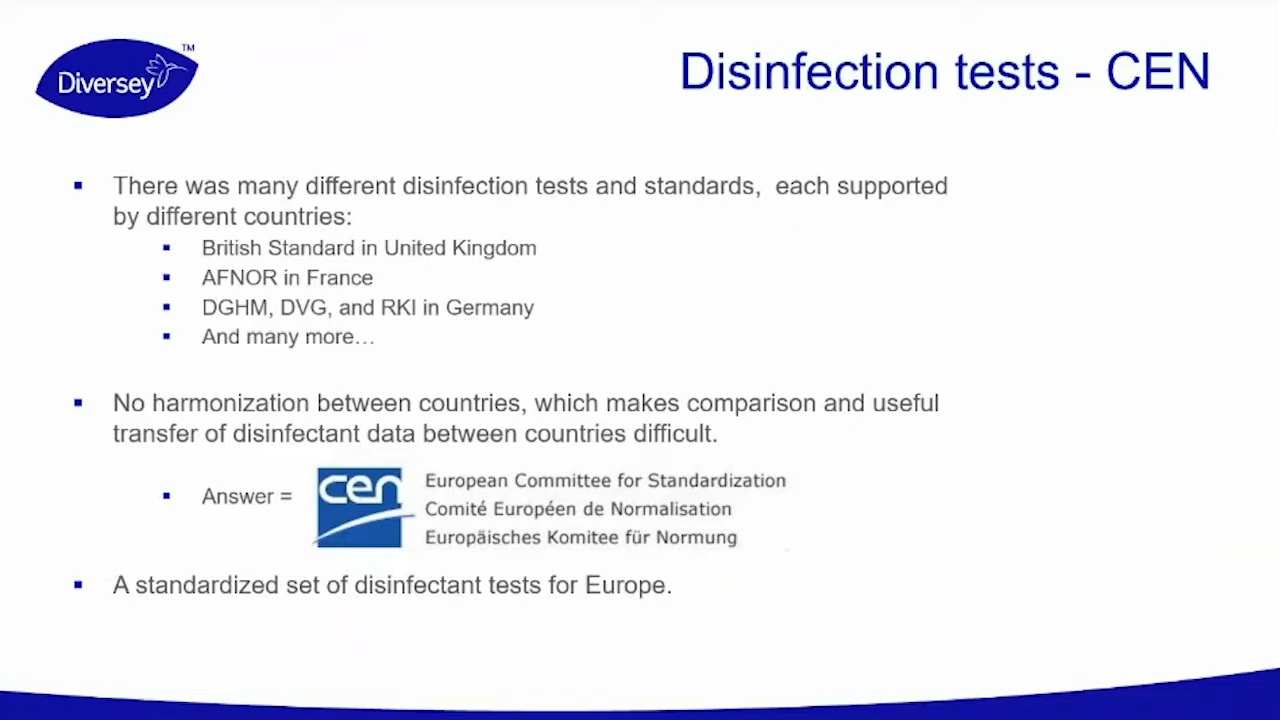 Diversey™
Disinfection tests - CEN
▪ There was many different disinfection tests and standards, each supported
by different countries:
▪ British Standard in United Kingdom
▪ AFNOR in France
▪ DGHM, DVG, and RKI in Germany
▪ And many more…
▪ No harmonization between countries, which makes comparison and useful
transfer of disinfectant data between countries difficult.
▪ Answer =
cen
European Committee for Standardization
Comité Européen de Normalisation
Europäisches Komitee für Normung
▪ A standardized set of disinfectant tests for Europe.